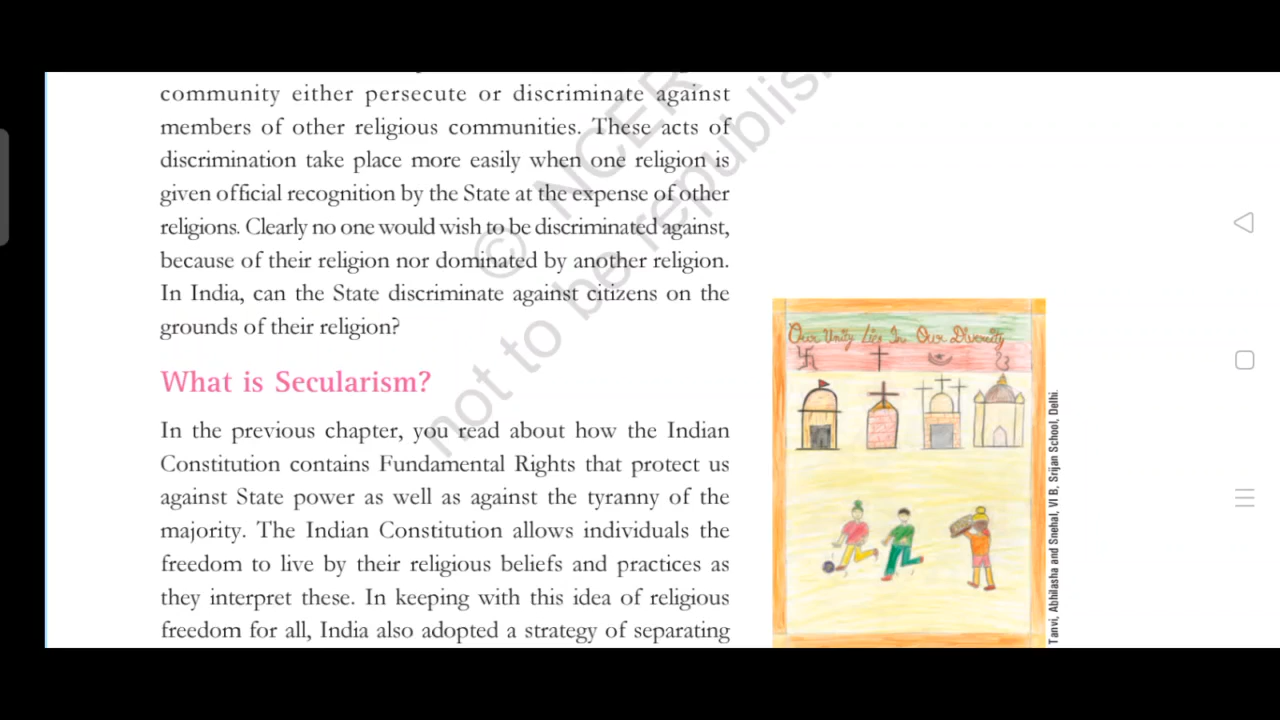 community either persecute or discriminate against
members of other religious communities. These acts of
discrimination take place more easily when one religion is
given official recognition by the State at the expense of other
religions. Clearly no one would wish to be discriminated against,
because of their religion nor dominated by another religion.
In India, can the State discriminate against citizens on the
grounds of their religion?
What is Secularism?
In the previous chapter, you read about how the Indian
Constitution contains Fundamental Rights that protect us
against State power as well as against the tyranny of the
majority. The Indian Constitution allows individuals the
freedom to live by their religious beliefs and practices as
they interpret these. In keeping with this idea of religious
freedom for all, India also adopted a strategy of separating
Our Unity Lies In Our Diversity
Tanvi, Abhilasha and Snehal, VI B, Srijan School, Delhi.
© NCER
not to be republis